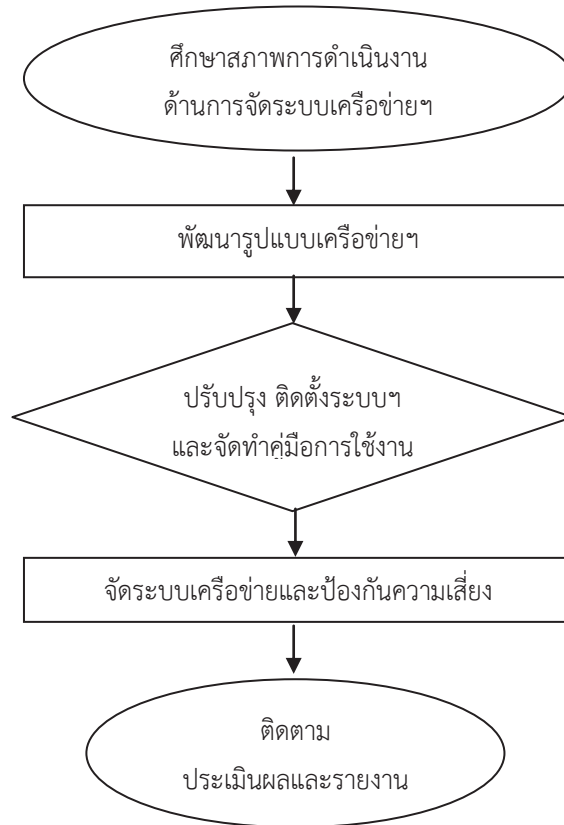 ศึกษาสภาพการดำเนินงาน
ด้านการจัดระบบเครือข่ายฯ
พัฒนารูปแบบเครือข่ายฯ
ปรับปรุง ติดตั้งระบบฯ
และจัดทำคู่มือการใช้งาน
จัดระบบเครือข่ายและป้องกันความเสี่ยง
ติดตาม
ประเมินผลและรายงาน